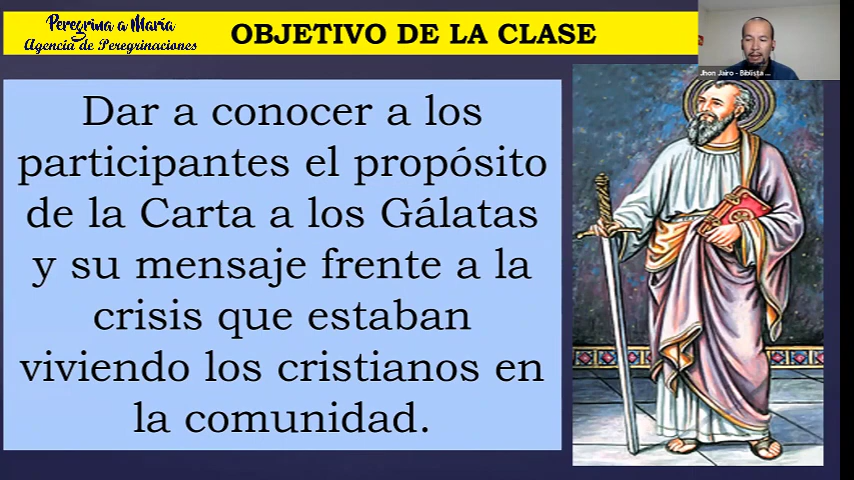 Peregrina a María
Agencia de Peregrinaciones
OBJETIVO DE LA CLASE
Jhon Jairo - Biblista ...
Dar a conocer a los
participantes el propósito
de la Carta a los Gálatas
y su mensaje frente a la
crisis que estaban
viviendo los cristianos en
la comunidad.